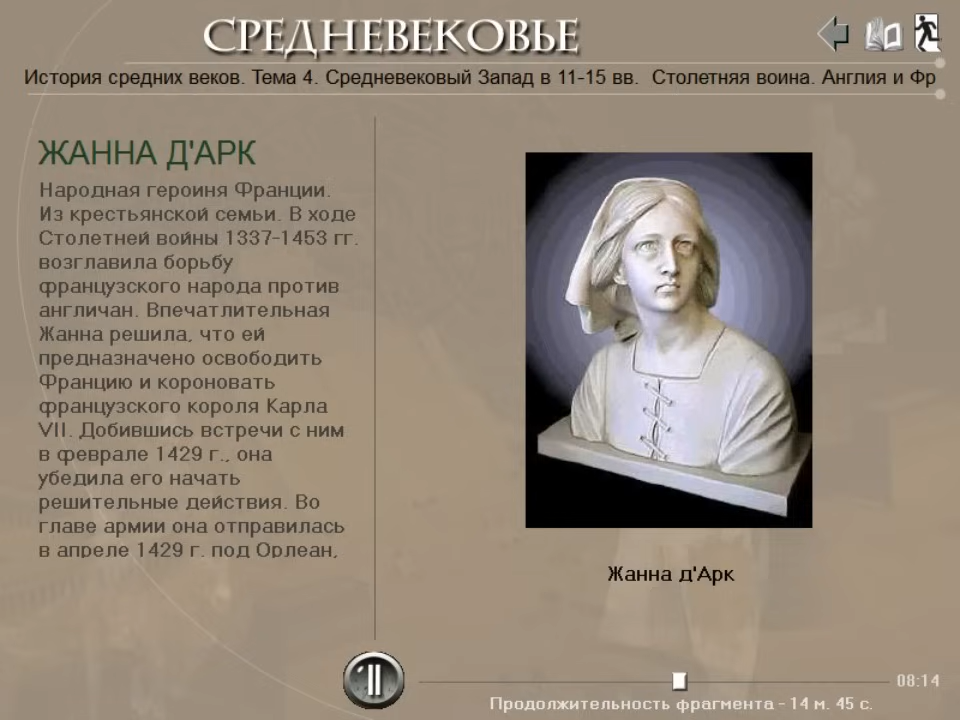 СРЕДНЕВЕКОВЬЕ
История средних веков. Тема 4. Средневековый Запад в 11-15 вв. Столетняя воина. Англия и Фр
ЖАННА Д'АРК
Народная героиня Франции.
Из крестьянской семьи. В ходе
Столетней войны 1337-1453 гг.
возглавила борьбу
французского народа против
англичан. Впечатлительная
Жанна решила, что ей
предназначено освободить
Францию и короновать
французского короля Карла
VII. Добившись встречи с ним
в феврале 1429 г., она
убедила его начать
решительные действия. Во
главе армии она отправилась
в апреле 1429 г. под Орлеан,
Жанна д'Арк
08:14
Продолжительность фрагмента - 14 м. 45 с.